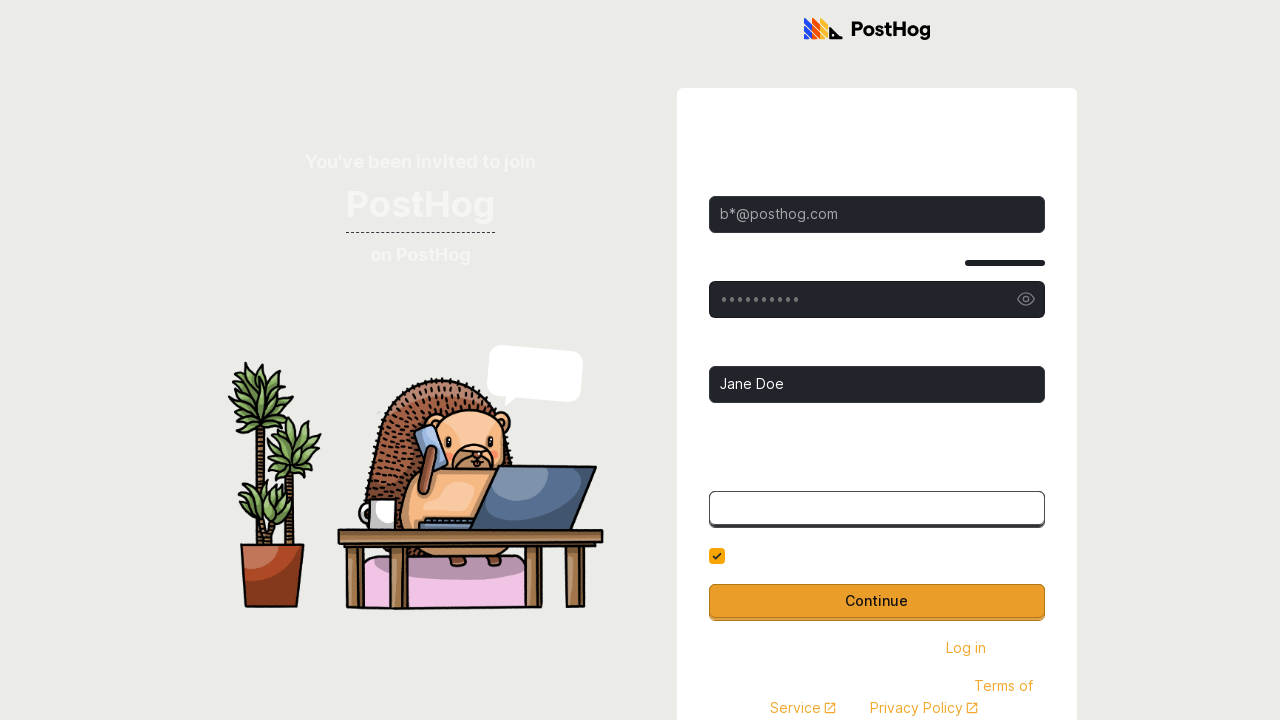 PostHog
You've been invited to join
PostHog
on PostHog
b*@posthog.com
••••••••••
Jane Doe
Continue
Log in
Terms of
Service
Privacy Policy